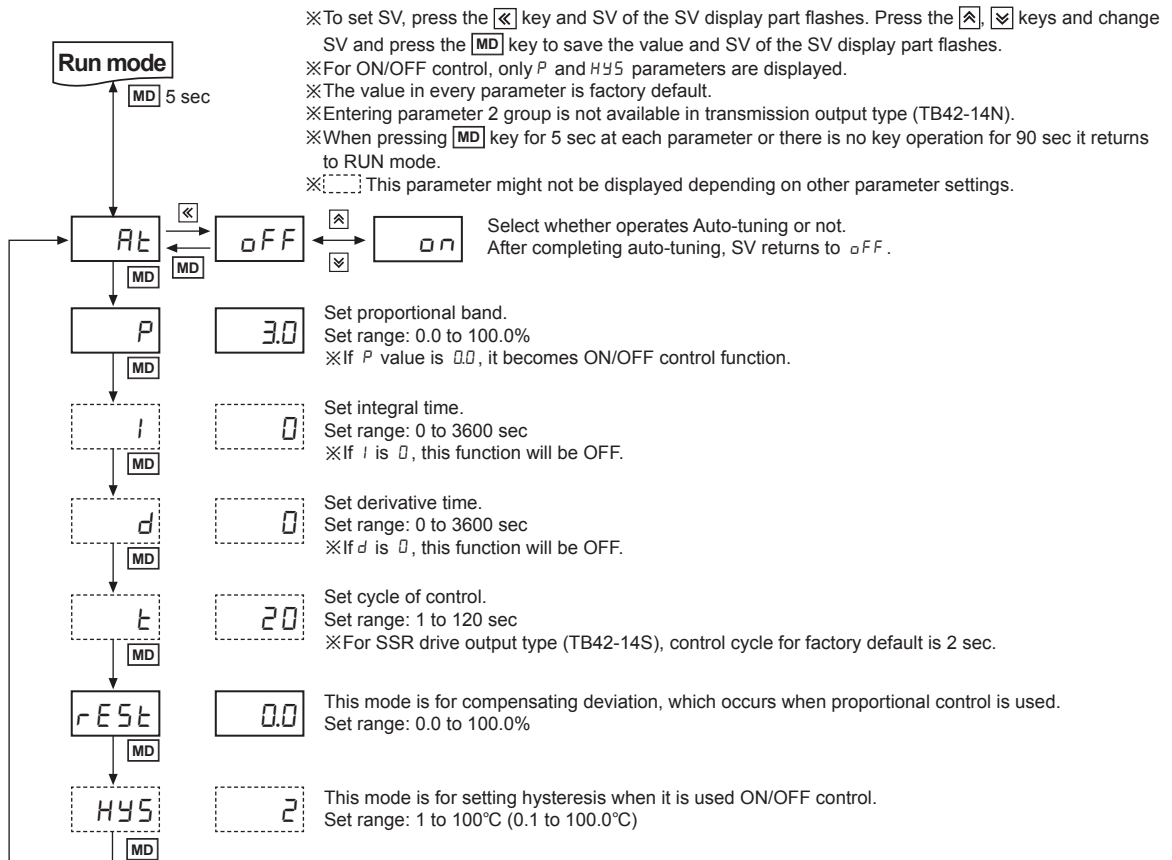 ※To set SV, press the ≪ key and SV of the SV display part flashes. Press the ︽, ︾ keys and change
SV and press the MD key to save the value and SV of the SV display part flashes.
※For ON/OFF control, only P and HYS parameters are displayed.
※The value in every parameter is factory default.
※Entering parameter 2 group is not available in transmission output type (TB42-14N).
※When pressing MD key for 5 sec at each parameter or there is no key operation for 90 sec it returns
to RUN mode.
※ This parameter might not be displayed depending on other parameter settings.
Run mode
MD 5 sec
At
≪
MD
oFF
︽
︾
on
Select whether operates Auto-tuning or not.
After completing auto-tuning, SV returns to oFF.
MD
P
3.0
Set proportional band.
Set range: 0.0 to 100.0%
※If P value is 0.0, it becomes ON/OFF control function.
MD
I
0
Set integral time.
Set range: 0 to 3600 sec
※If I is 0, this function will be OFF.
MD
d
0
Set derivative time.
Set range: 0 to 3600 sec
※If d is 0, this function will be OFF.
MD
t
20
Set cycle of control.
Set range: 1 to 120 sec
※For SSR drive output type (TB42-14S), control cycle for factory default is 2 sec.
MD
rESt
0.0
This mode is for compensating deviation, which occurs when proportional control is used.
Set range: 0.0 to 100.0%
MD
HYS
2
This mode is for setting hysteresis when it is used ON/OFF control.
Set range: 1 to 100℃ (0.1 to 100.0℃)
MD